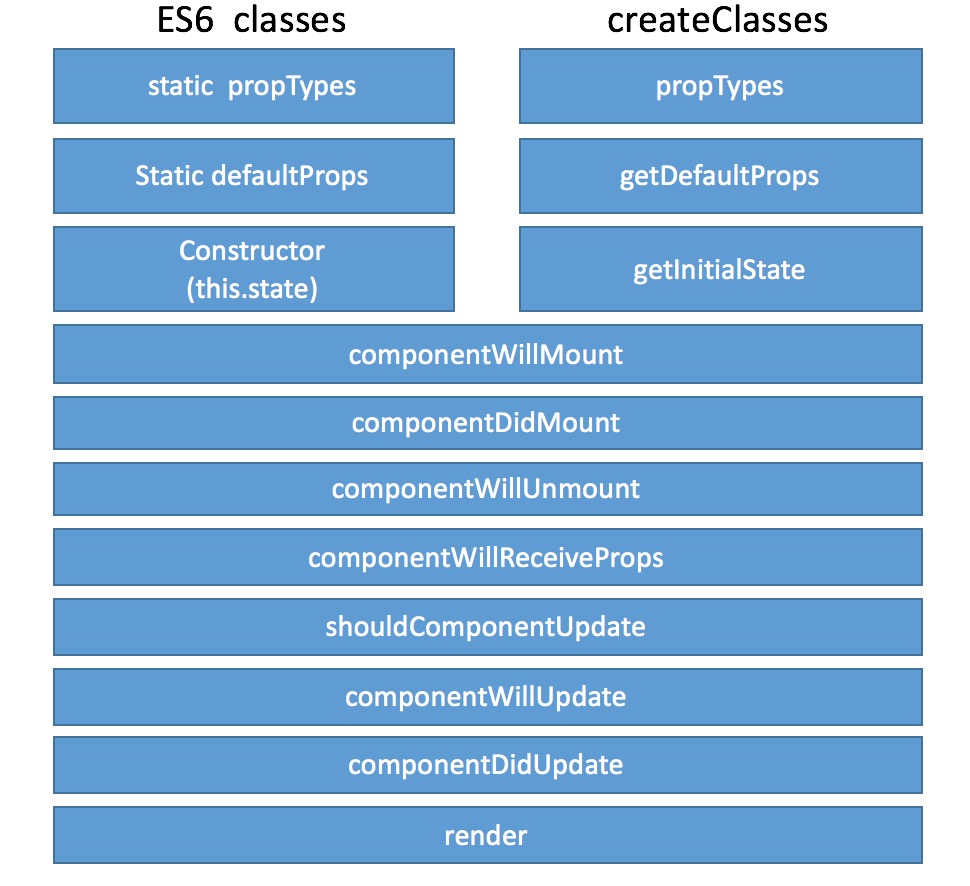 ES6 classes
createClasses
static propTypes
propTypes
Static defaultProps
getDefaultProps
Constructor
(this.state)
getInitialState
componentWillMount
componentDidMount
componentWillUnmount
componentWillReceiveProps
shouldComponentUpdate
componentWillUpdate
componentDidUpdate
render